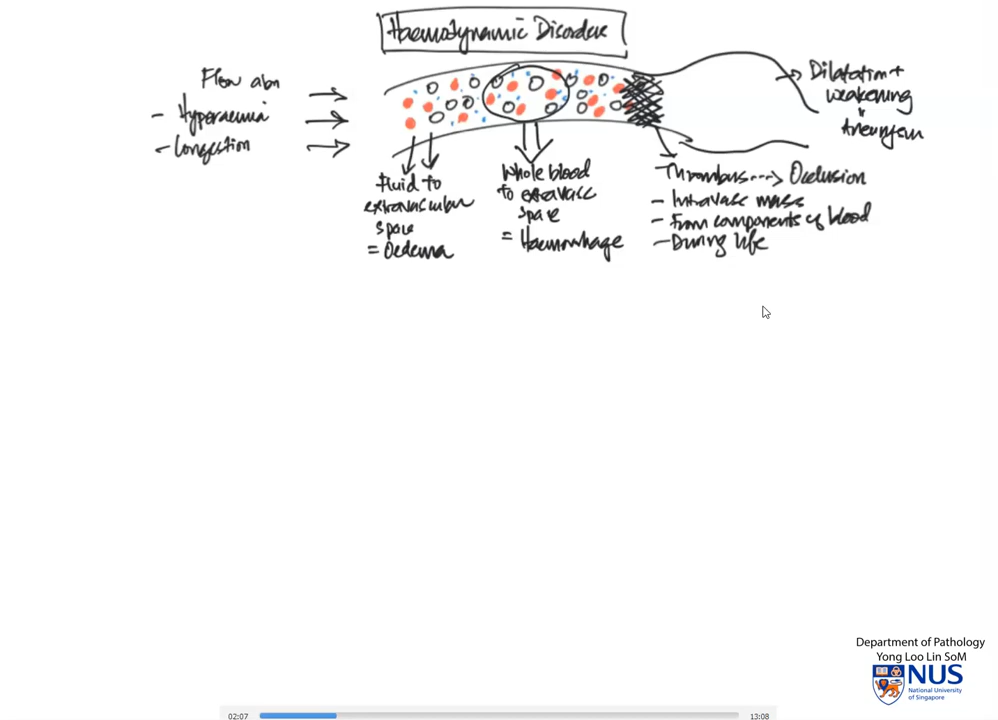 Haemodynamic Disorders
Flow abn
- Hyperaemia
- Congestion
Fluid to
extravascular
space
= Oedema
Whole blood
to extravasc
space
= Haemorrhage
Thrombus ---> Occlusion
- Intravasc mass
- From components of blood
- During life
Dilatation +
weakening
Aneurysm
Department of Pathology
Yong Loo Lin SoM
NUS
National University
of Singapore
02:07
13:08